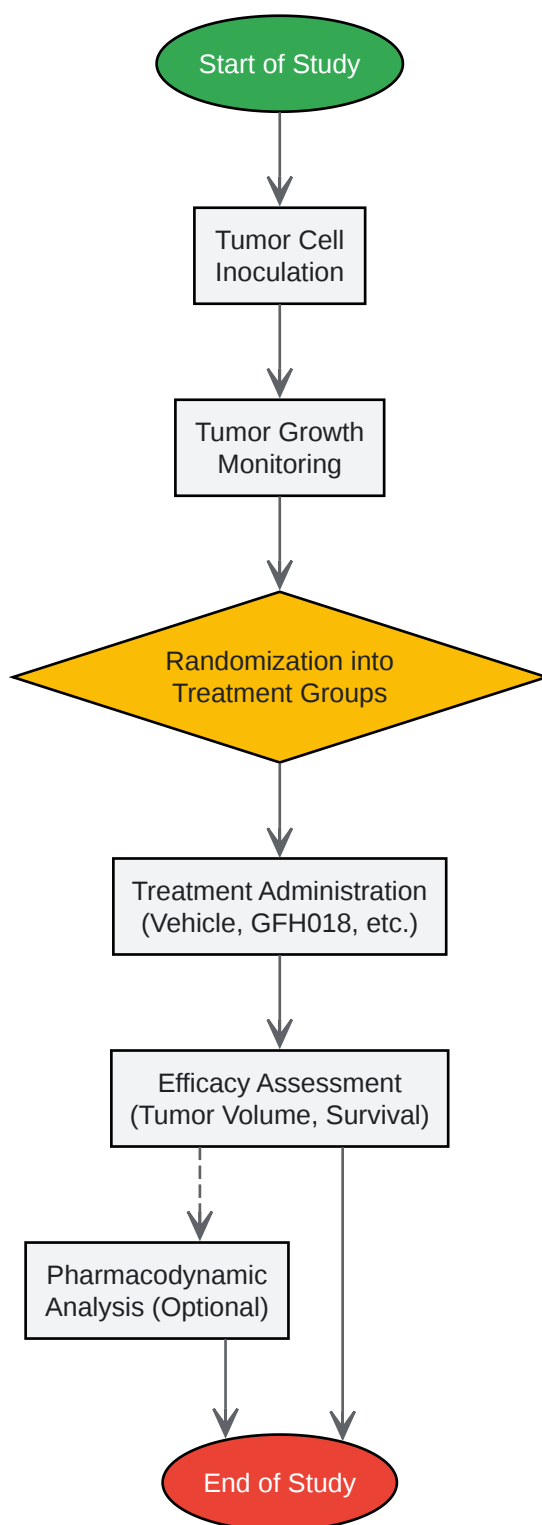 Start of Study
Tumor Cell
Inoculation
Tumor Growth
Monitoring
Randomization into
Treatment Groups
Treatment Administration
(Vehicle, GFH018, etc.)
Efficacy Assessment
(Tumor Volume, Survival)
Pharmacodynamic
Analysis (Optional)
End of Study